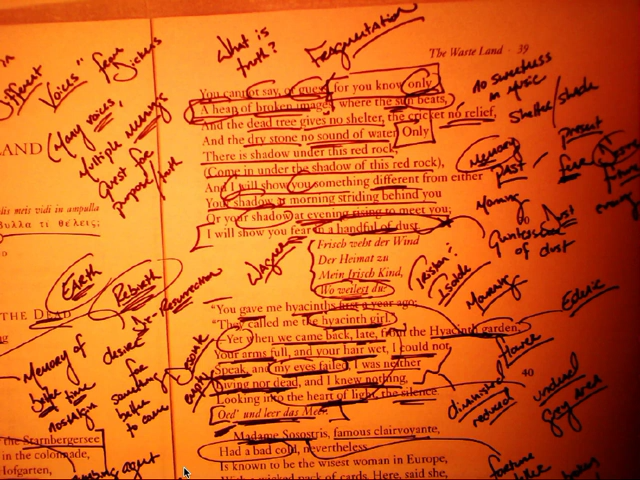 Different
Voices" from
Dickens
(Many voices,
Multiple meanings
Quest for
purpose/truth
LAND
EARTH
Rebirth
Resurrection
THE DEAD
Memory of
better time
nostalgia
desire
for
something
better
to come
the Starnbergersee
in the colonnade,
Hofgarten,
What is
truth?
Fragmentation
The Waste Land · 39
You cannot say, or guess, for you know only
A heap of broken images, where the sun beats,
And the dead tree gives no shelter, the cricket no relief,
And the dry stone no sound of water. Only
There is shadow under this red rock,
(Come in under the shadow of this red rock),
And I will show you something different from either
Your shadow at morning striding behind you
Or your shadow at evening rising to meet you;
I will show you fear in a handful of dust.
Wagner
Frisch weht der Wind
Der Heimat zu
Mein Irisch Kind,
Wo weilest du?
"You gave me hyacinths first a year ago;
"They called me the hyacinth girl."
—Yet when we came back, late, from the Hyacinth garden,
Your arms full, and your hair wet, I could not
Speak, and my eyes failed, I was neither
Living nor dead, and I knew nothing,
Looking into the heart of light, the silence.
Oed' und leer das Meer.
Madame Sosostris, famous clairvoyante,
Had a bad cold, nevertheless
Is known to be the wisest woman in Europe,
With a wicked pack of cards. Here, said she,
no sweetness
in music
Shelter/shade
Memory
PAST
present
fear
Morning
Dust
of dust
Tristan:
Isolde
Flower
40
diminished
reduced
undead
Grey area
fortune